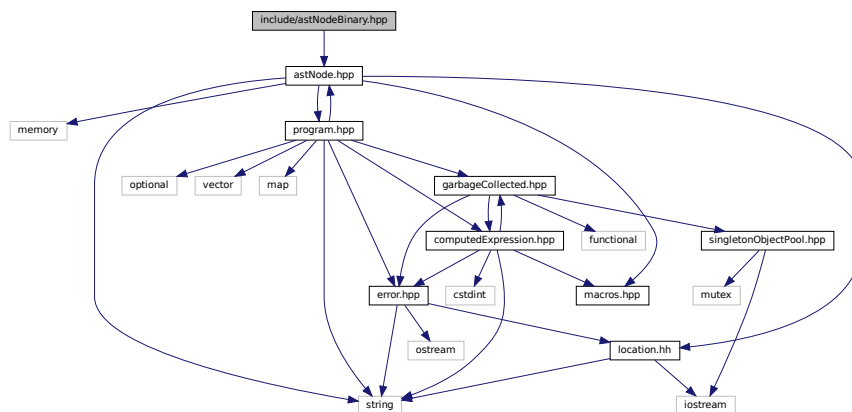 include/astNodeBinary.hpp
astNode.hpp
memory
program.hpp
optional
vector
map
garbageCollected.hpp
computedExpression.hpp
functional
singletonObjectPool.hpp
error.hpp
cstdint
macros.hpp
mutex
ostream
location.hh
string
iostream